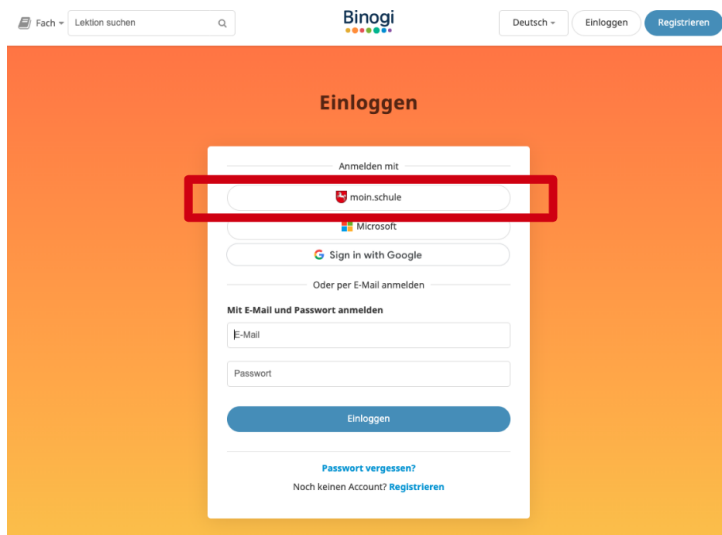 Fach
Lektion suchen
Binogi
Deutsch
Einloggen
Registrieren
Einloggen
Anmelden mit
moin.schule
Microsoft
Sign in with Google
Oder per E-Mail anmelden
Mit E-Mail und Passwort anmelden
E-Mail
Passwort
Einloggen
Passwort vergessen?
Noch keinen Account? Registrieren